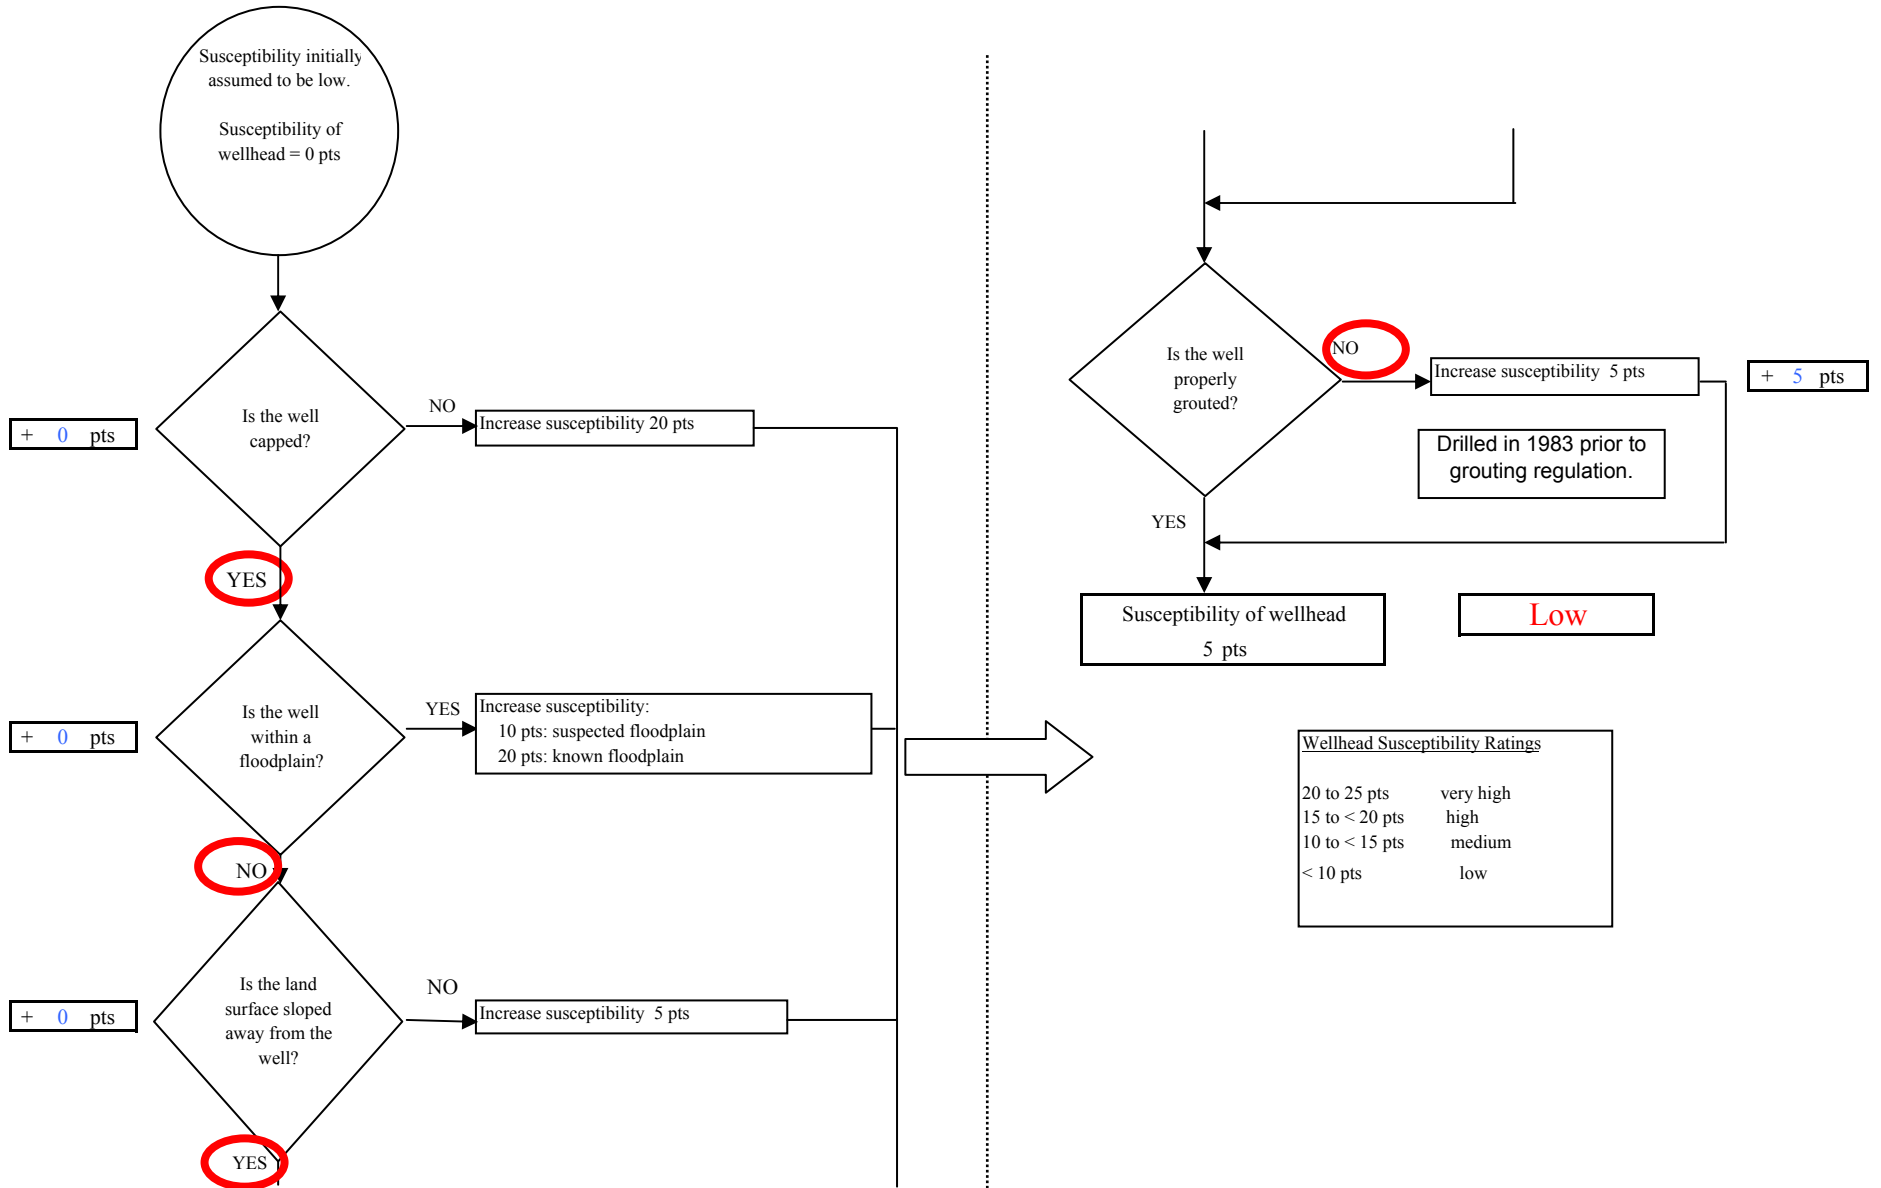 Susceptibility initially
assumed to be low.
Susceptibility of
wellhead = 0 pts
Is the well
capped?
NO
Increase susceptibility 20 pts
+ 0 pts
YES
Is the well
within a
floodplain?
YES
Increase susceptibility:
10 pts: suspected floodplain
20 pts: known floodplain
+ 0 pts
NO
Is the land
surface sloped
away from the
well?
NO
Increase susceptibility 5 pts
+ 0 pts
YES
Is the well
properly
grouted?
NO
Increase susceptibility 5 pts
+ 5 pts
Drilled in 1983 prior to
grouting regulation.
YES
Susceptibility of wellhead
5 pts
Low
Wellhead Susceptibility Ratings
20 to 25 pts very high
15 to < 20 pts high
10 to < 15 pts medium
< 10 pts low